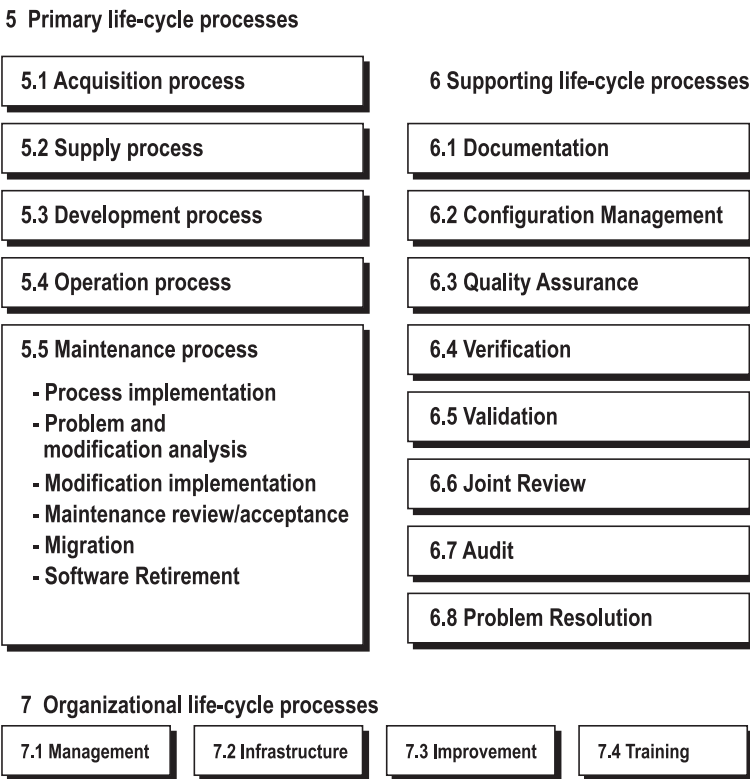 5 Primary life-cycle processes
5.1 Acquisition process
5.2 Supply process
5.3 Development process
5.4 Operation process
5.5 Maintenance process
- Process implementation
- Problem and
modification analysis
- Modification implementation
- Maintenance review/acceptance
- Migration
- Software Retirement
6 Supporting life-cycle processes
6.1 Documentation
6.2 Configuration Management
6.3 Quality Assurance
6.4 Verification
6.5 Validation
6.6 Joint Review
6.7 Audit
6.8 Problem Resolution
7 Organizational life-cycle processes
7.1 Management
7.2 Infrastructure
7.3 Improvement
7.4 Training